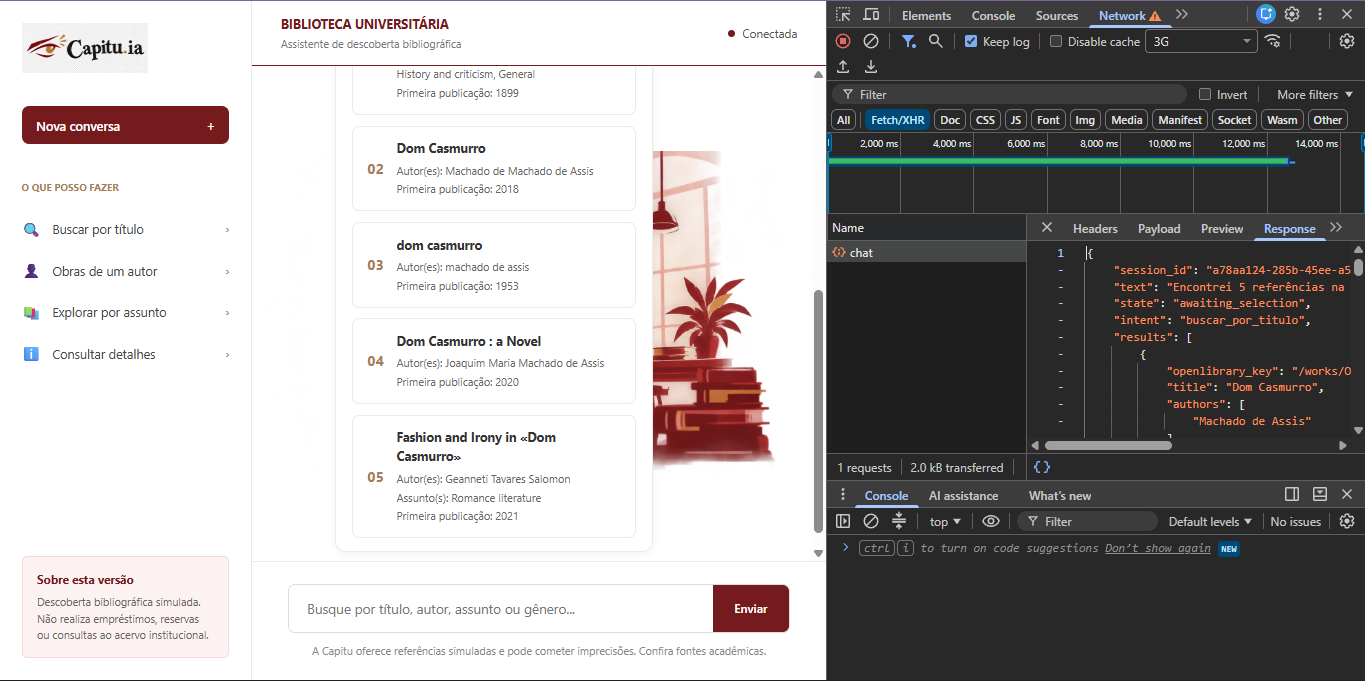 Capitu.ia
Nova conversa +
O QUE POSSO FAZER
Buscar por título ›
Obras de um autor ›
Explorar por assunto ›
Consultar detalhes ›
Sobre esta versão
Descoberta bibliográfica simulada.
Não realiza empréstimos, reservas
ou consultas ao acervo institucional.
BIBLIOTECA UNIVERSITÁRIA
Assistente de descoberta bibliográfica
Conectada
History and criticism, General
Primeira publicação: 1899
02
Dom Casmurro
Autor(es): Machado de Machado de Assis
Primeira publicação: 2018
03
dom casmurro
Autor(es): machado de assis
Primeira publicação: 1953
04
Dom Casmurro : a Novel
Autor(es): Joaquim Maria Machado de Assis
Primeira publicação: 2020
05
Fashion and Irony in «Dom
Casmurro»
Autor(es): Geanneti Tavares Salomon
Assunto(s): Romance literature
Primeira publicação: 2021
Busque por título, autor, assunto ou gênero...
Enviar
A Capitu oferece referências simuladas e pode cometer imprecisões. Confira fontes acadêmicas.
Elements Console Sources Network
Keep log Disable cache 3G
Filter Invert More filters
All Fetch/XHR Doc CSS JS Font Img Media Manifest Socket Wasm Other
2,000 ms 4,000 ms 6,000 ms 8,000 ms 10,000 ms 12,000 ms 14,000 ms
Name
chat
Headers Payload Preview Response
1 {
- "session_id": "a78aa124-285b-45ee-a5
- "text": "Encontrei 5 referências na
- "state": "awaiting_selection",
- "intent": "buscar_por_titulo",
- "results": [
- {
- "openlibrary_key": "/works/O
- "title": "Dom Casmurro",
- "authors": [
- "Machado de Assis"
- ]
1 requests 2.0 kB transferred { }
Console AI assistance What's new
top Filter Default levels No issues
ctrl i to turn on code suggestions Don't show again NEW